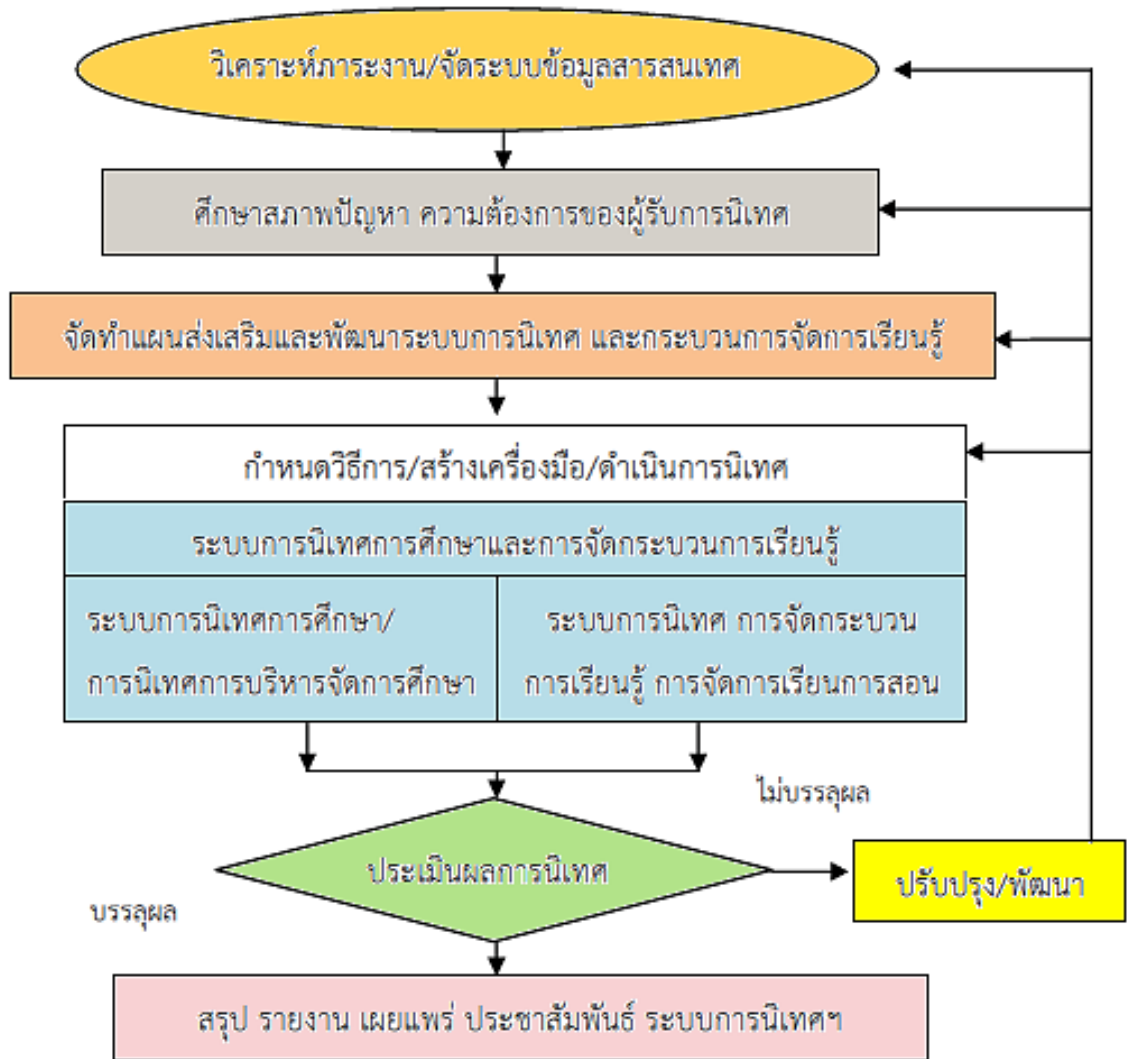 วิเคราะห์ภาระงาน/จัดระบบข้อมูลสารสนเทศ
ศึกษาสภาพปัญหา ความต้องการของผู้รับการนิเทศ
จัดทำแผนส่งเสริมและพัฒนาระบบการนิเทศ และกระบวนการจัดการเรียนรู้
กำหนดวิธีการ/สร้างเครื่องมือ/ดำเนินการนิเทศ
ระบบการนิเทศการศึกษาและการจัดกระบวนการเรียนรู้
ระบบการนิเทศการศึกษา/
การนิเทศการบริหารจัดการศึกษา
ระบบการนิเทศ การจัดกระบวน
การเรียนรู้ การจัดการเรียนการสอน
ไม่บรรลุผล
ประเมินผลการนิเทศ
ปรับปรุง/พัฒนา
บรรลุผล
สรุป รายงาน เผยแพร่ ประชาสัมพันธ์ ระบบการนิเทศฯ